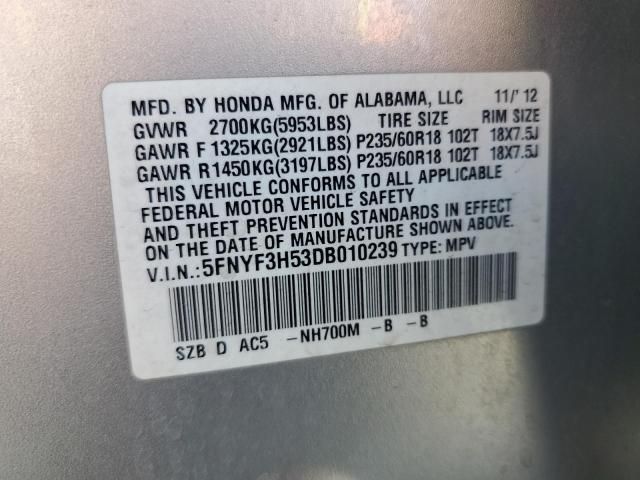 MFD. BY HONDA MFG. OF ALABAMA, LLC 11/' 12
GVWR 2700KG(5953LBS) TIRE SIZE RIM SIZE
GAWR F 1325KG(2921LBS) P235/60R18 102T 18X7.5J
GAWR R1450KG(3197LBS) P235/60R18 102T 18X7.5J
THIS VEHICLE CONFORMS TO ALL APPLICABLE
FEDERAL MOTOR VEHICLE SAFETY
AND THEFT PREVENTION STANDARDS IN EFFECT
ON THE DATE OF MANUFACTURE SHOWN ABOVE.
V.I.N.: 5FNYF3H53DB010239 TYPE: MPV
SZB D AC5 -NH700M -B -B